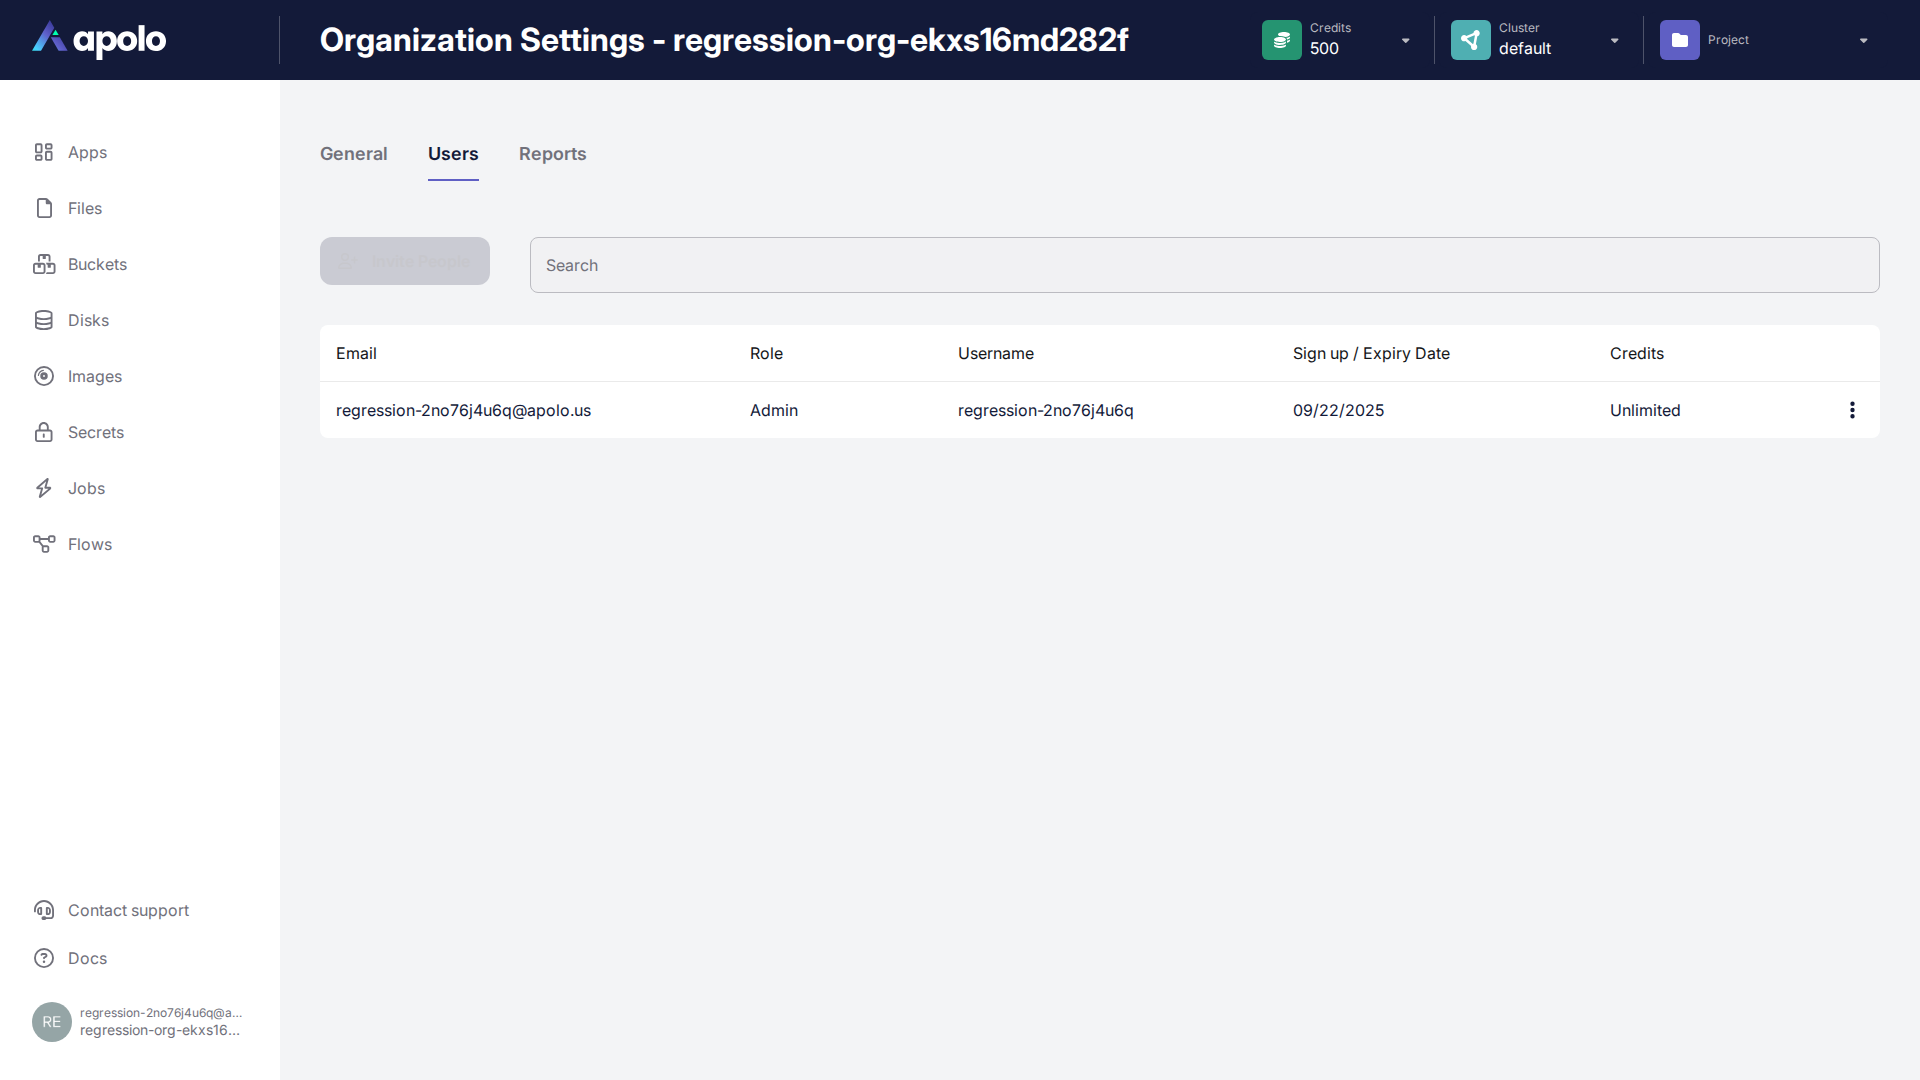 apolo
Organization Settings - regression-org-ekxs16md282f
Credits
500
Cluster
default
Project
Apps
Files
Buckets
Disks
Images
Secrets
Jobs
Flows
General Users Reports
Invite People
Search
Email Role Username Sign up / Expiry Date Credits
regression-2no76j4u6q@apolo.us Admin regression-2no76j4u6q 09/22/2025 Unlimited
Contact support
Docs
RE
regression-2no76j4u6q@a...
regression-org-ekxs16...